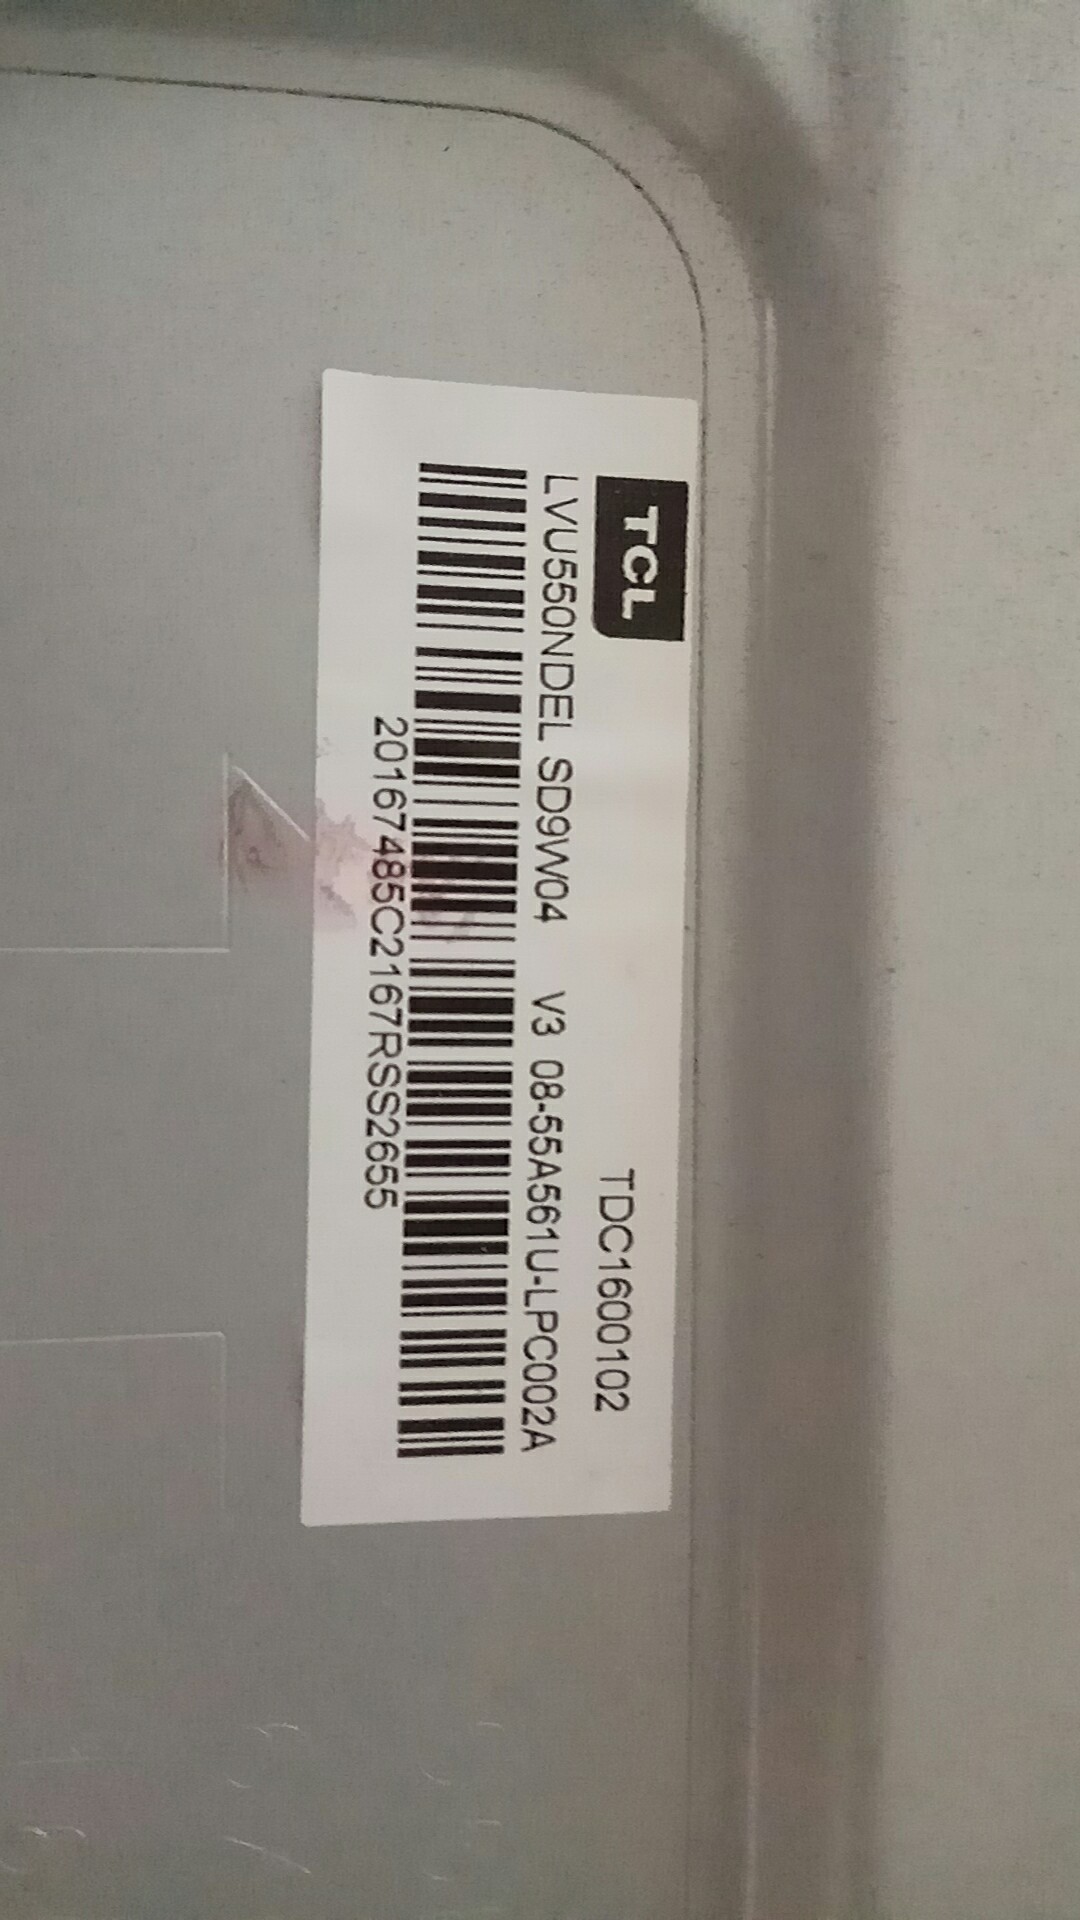 TCL
TDC1600102
LVU550NDEL SD9W04 V3 08-55A561U-LPC002A
20167485C2167RSS2655